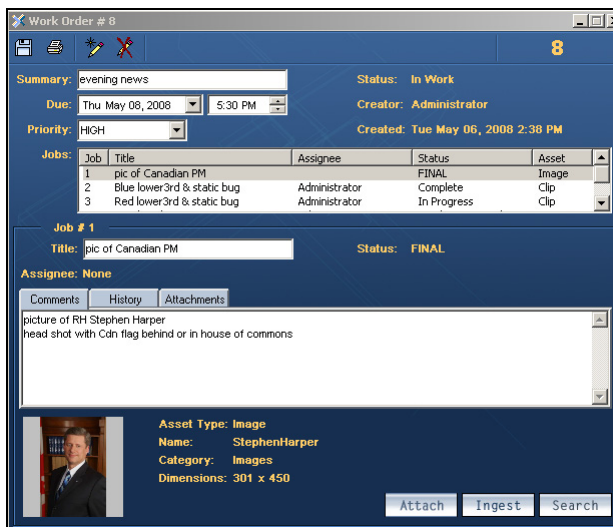 Work Order # 8
8
Summary: evening news Status: In Work
Due: Thu May 08, 2008 5:30 PM Creator: Administrator
Priority: HIGH Created: Tue May 06, 2008 2:38 PM
Jobs: Job Title Assignee Status Asset
1 pic of Canadian PM FINAL Image
2 Blue lower3rd & static bug Administrator Complete Clip
3 Red lower3rd & static bug Administrator In Progress Clip
Job # 1
Title: pic of Canadian PM Status: FINAL
Assignee: None
Comments History Attachments
picture of RH Stephen Harper
head shot with Cdn flag behind or in house of commons
Asset Type: Image
Name: StephenHarper
Category: Images
Dimensions: 301 x 450
Attach Ingest Search